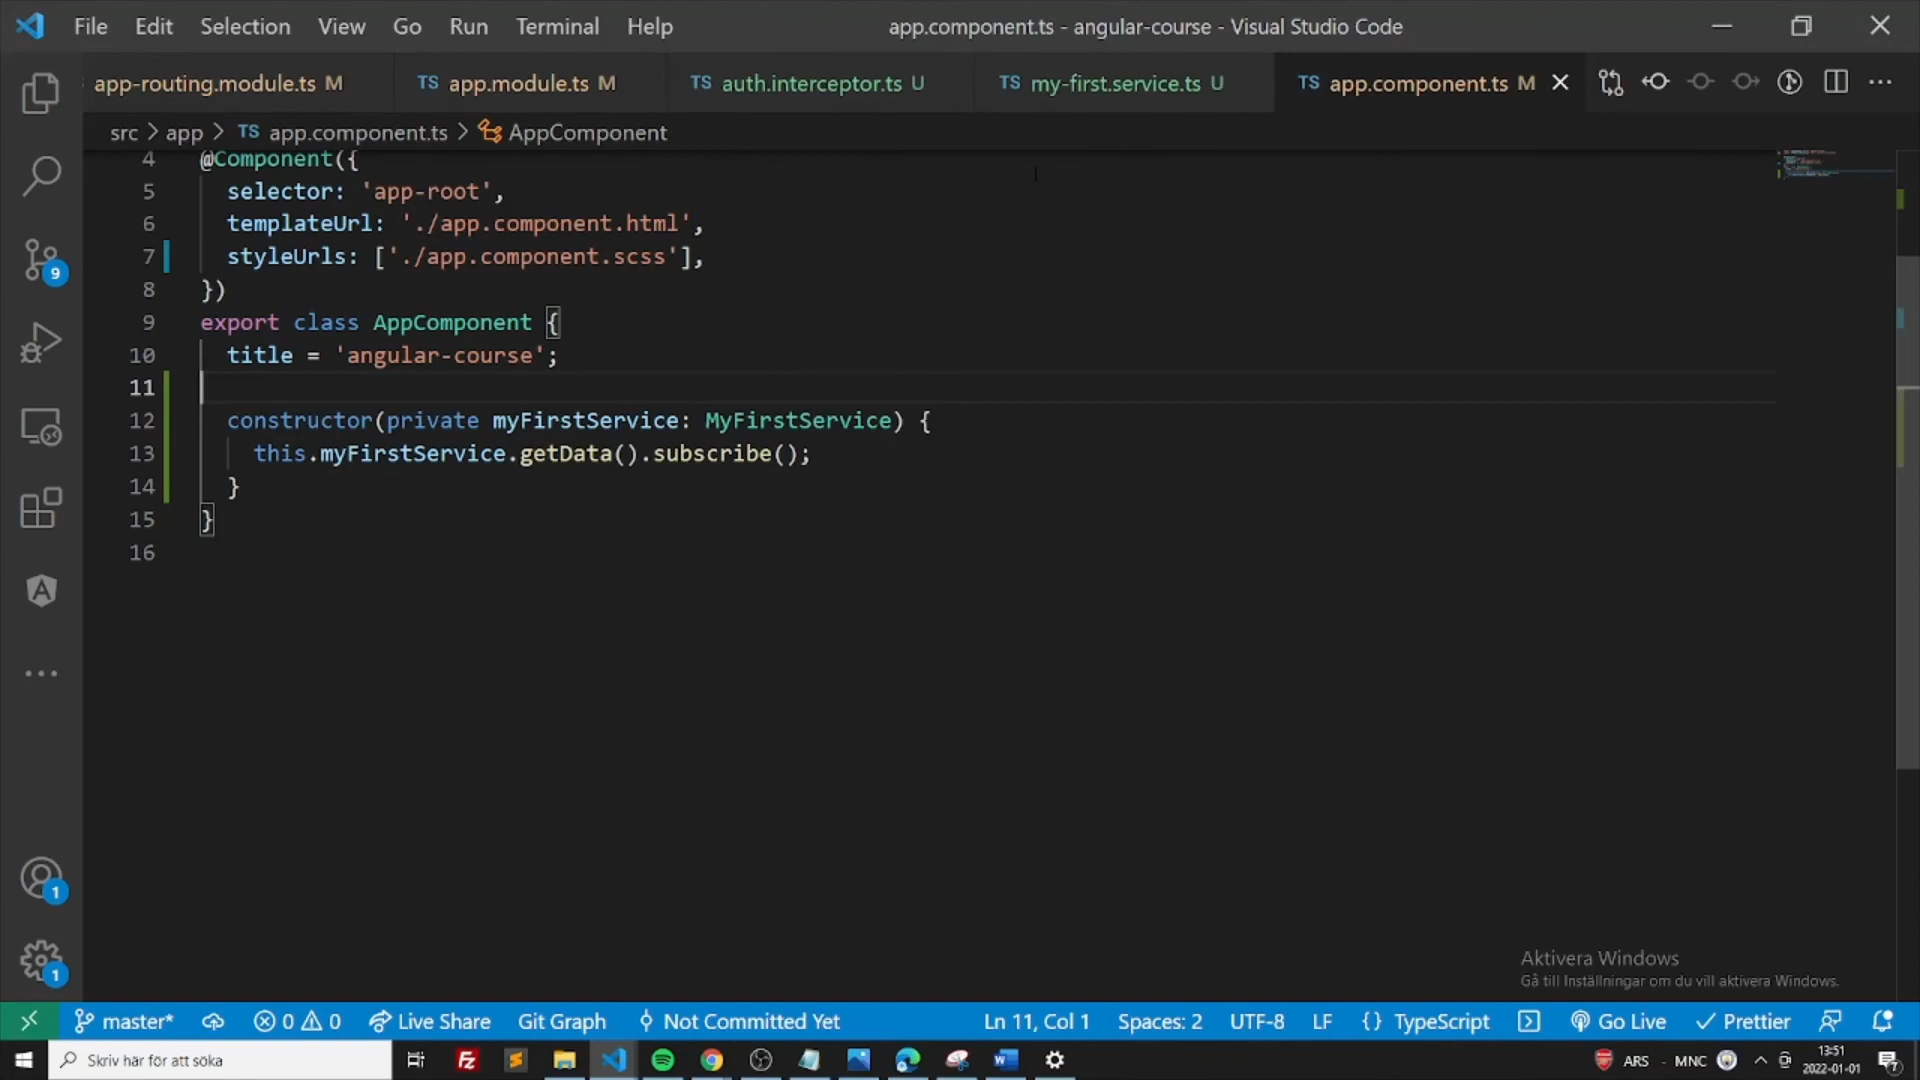 File Edit Selection View Go Run Terminal Help app.component.ts - angular-course - Visual Studio Code
app-routing.module.ts M TS app.module.ts M TS auth.interceptor.ts U TS my-first.service.ts U TS app.component.ts M
src > app > TS app.component.ts > AppComponent
4 @Component({
5 selector: 'app-root',
6 templateUrl: './app.component.html',
7 styleUrls: ['./app.component.scss'],
8 })
9 export class AppComponent {
10 title = 'angular-course';
11
12 constructor(private myFirstService: MyFirstService) {
13 this.myFirstService.getData().subscribe();
14 }
15 }
16
9
1
1
Aktivera Windows
Gå till Inställningar om du vill aktivera Windows.
master* 0 0 Live Share Git Graph Not Committed Yet Ln 11, Col 1 Spaces: 2 UTF-8 LF {} TypeScript Go Live Prettier
Skriv här för att söka ARS - MNC 13:51
2022-01-01